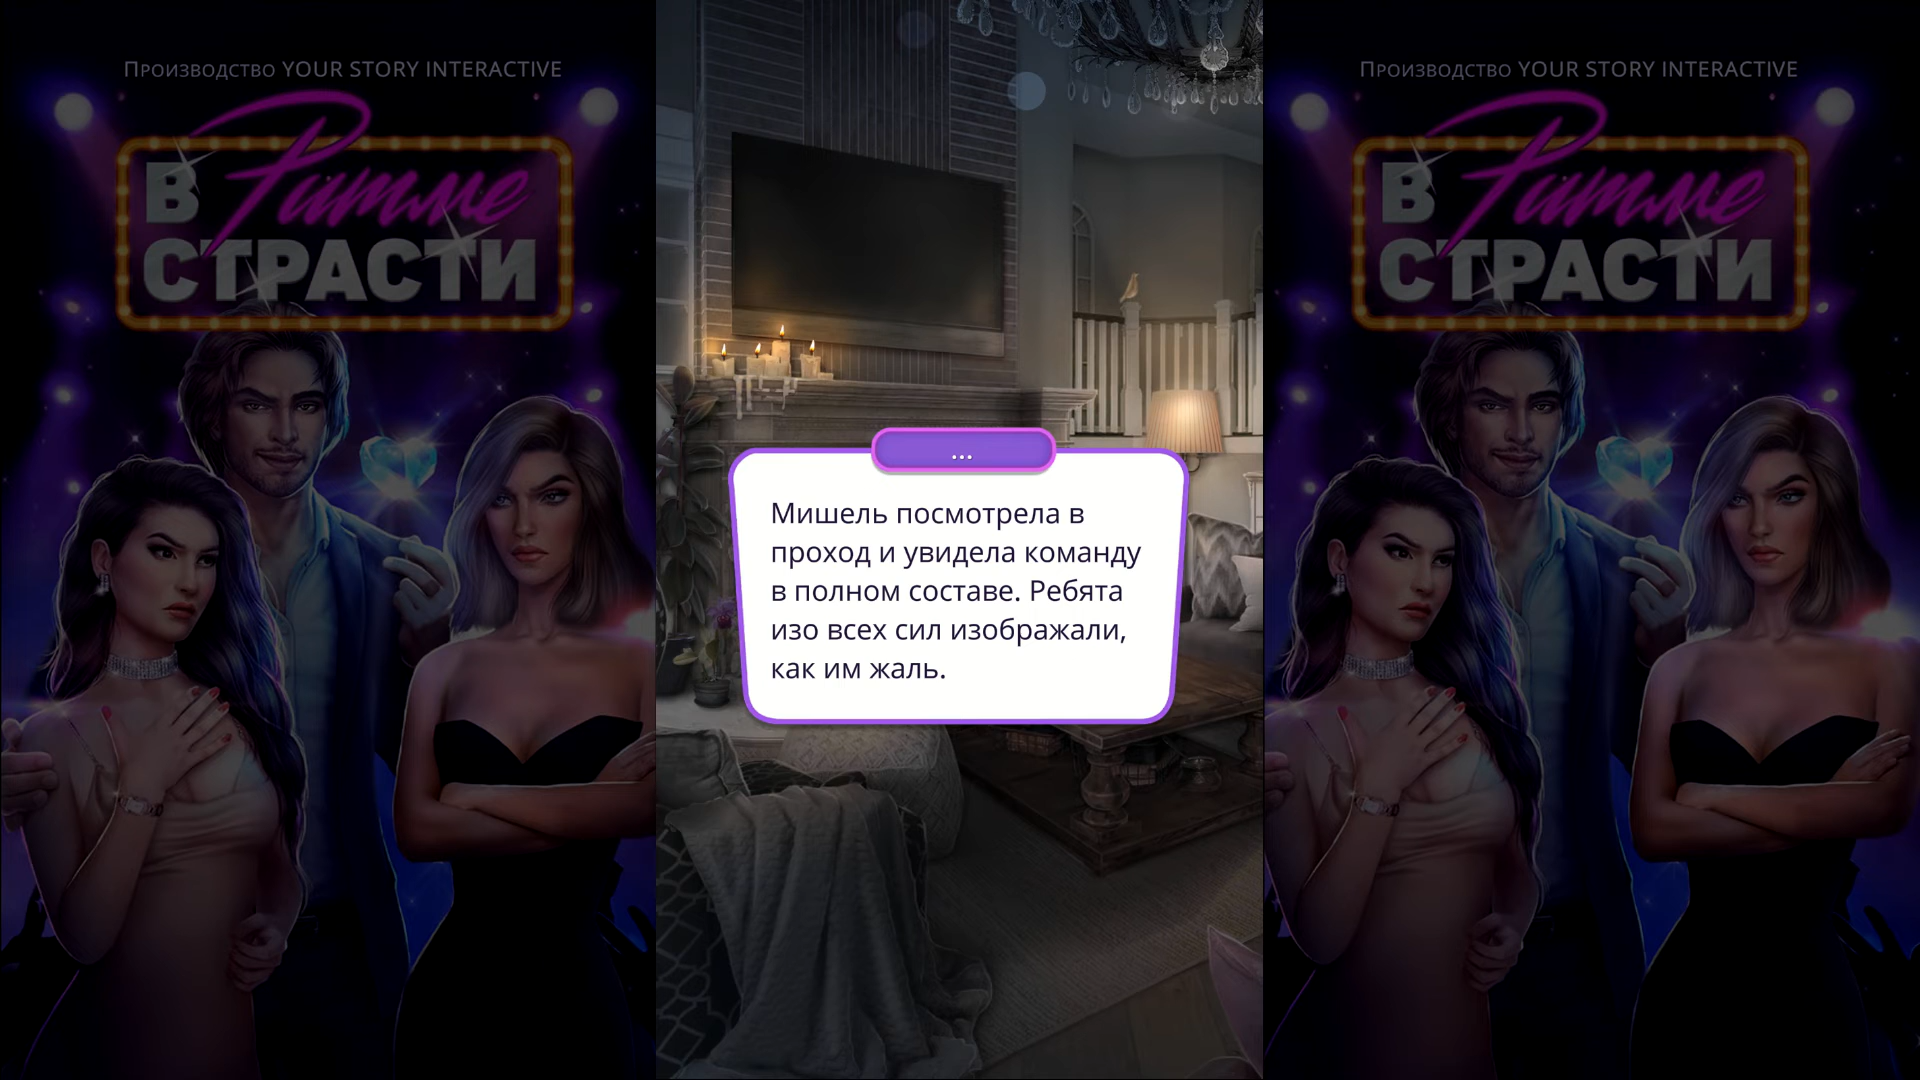 Производство YOUR STORY INTERACTIVE
В Ритме
СТРАСТИ
...
Мишель посмотрела в
проход и увидела команду
в полном составе. Ребята
изо всех сил изображали,
как им жаль.
Производство YOUR STORY INTERACTIVE
В Ритме
СТРАСТИ